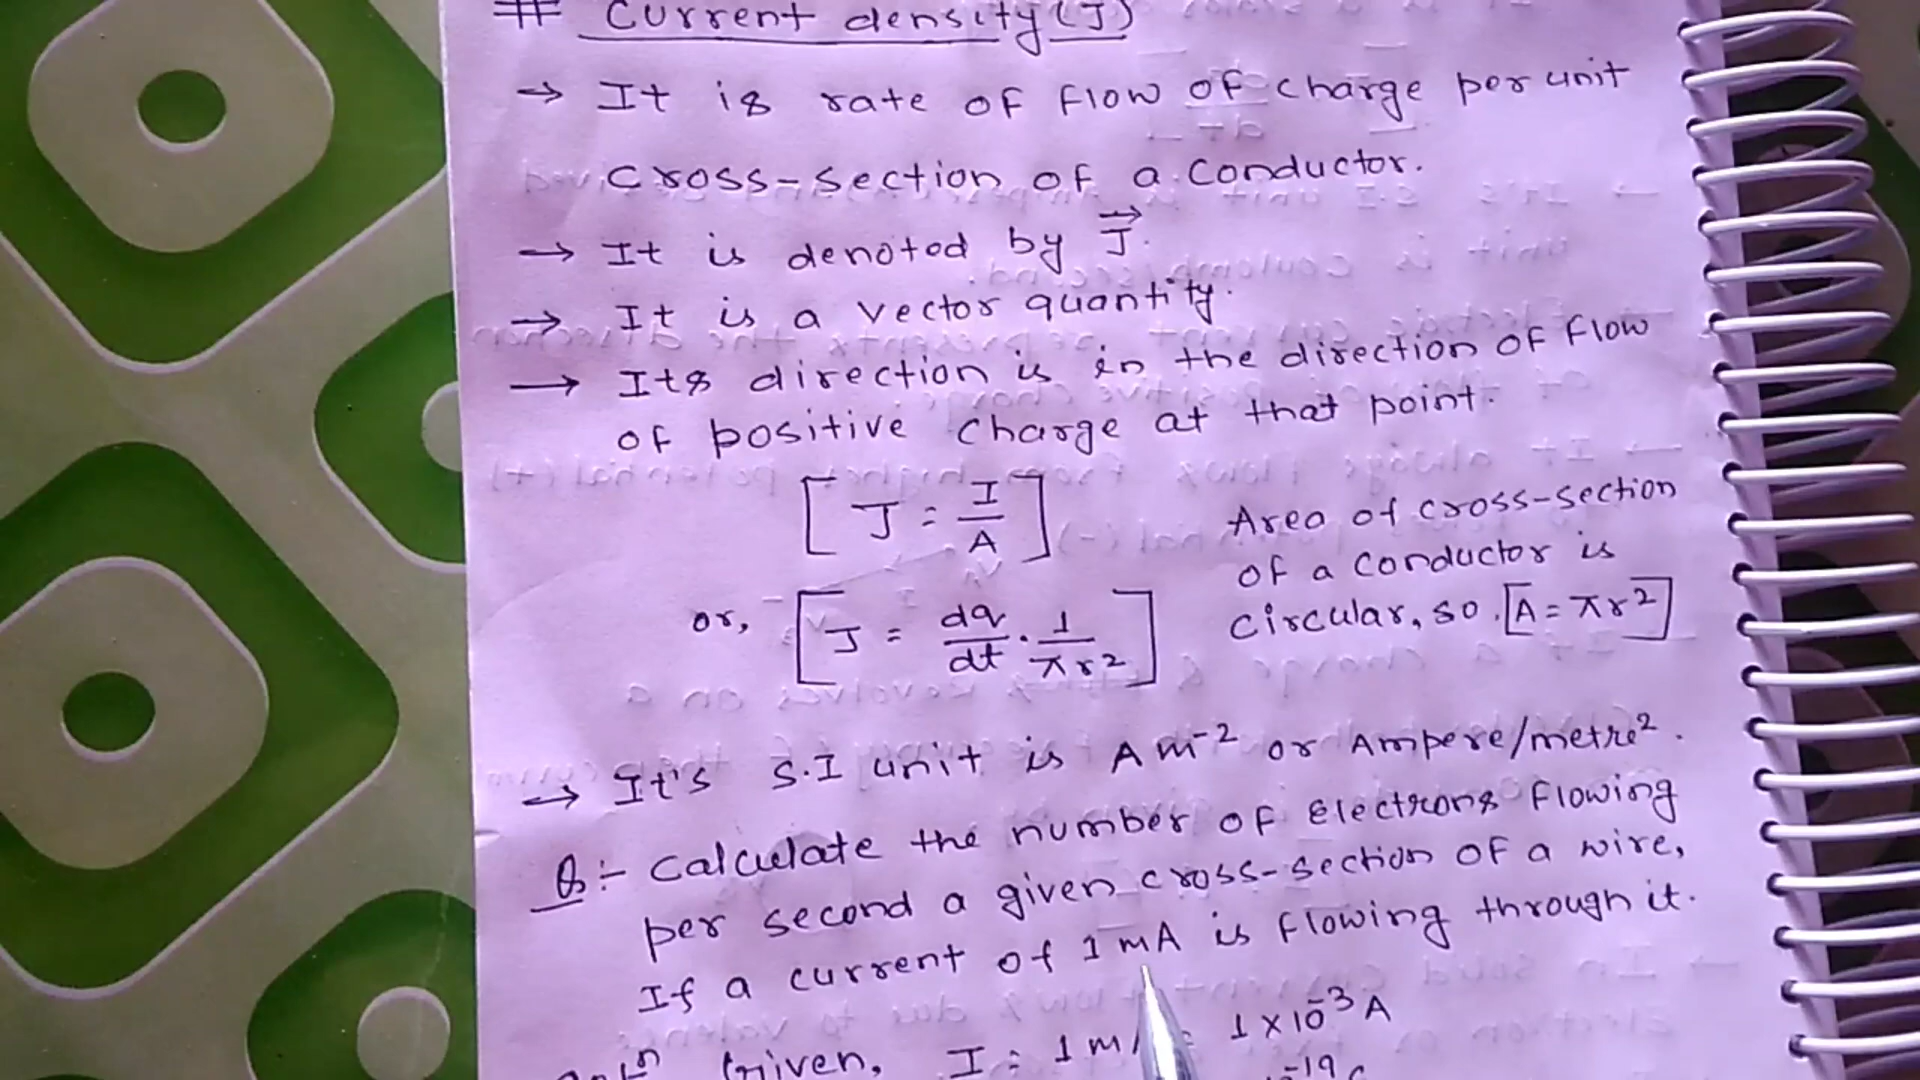 # Current density (J)
→ It is rate of flow of charge per unit
cross-section of a conductor.
→ It is denoted by J⃗.
→ It is a vector quantity.
→ Its direction is in the direction of flow
of positive charge at that point.
[J = I/A]
Area of cross-section
of a conductor is
circular, so [A = πr²]
or, [J = dq/dt · 1/πr²]
→ It's S.I unit is Am⁻² or Ampere/metre².
Q:- Calculate the number of Electrons flowing
per second a given cross-section of a wire,
If a current of 1 mA is flowing through it.
Given, I = 1 mA = 1×10⁻³ A